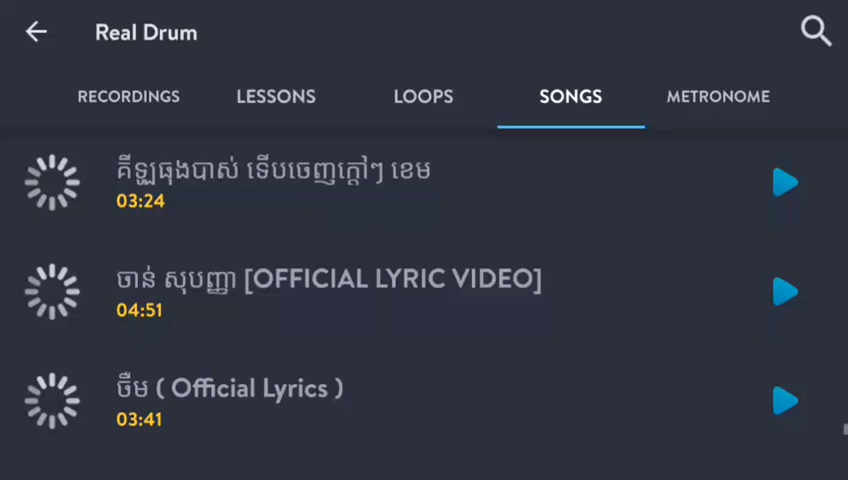 Real Drum
RECORDINGS LESSONS LOOPS SONGS METRONOME
គីឡូធុងបាស់ ទើបចេញក្តៅៗ ខេម
03:24
ចាន់ សុបញ្ញា [OFFICIAL LYRIC VIDEO]
04:51
ចឺម ( Official Lyrics )
03:41